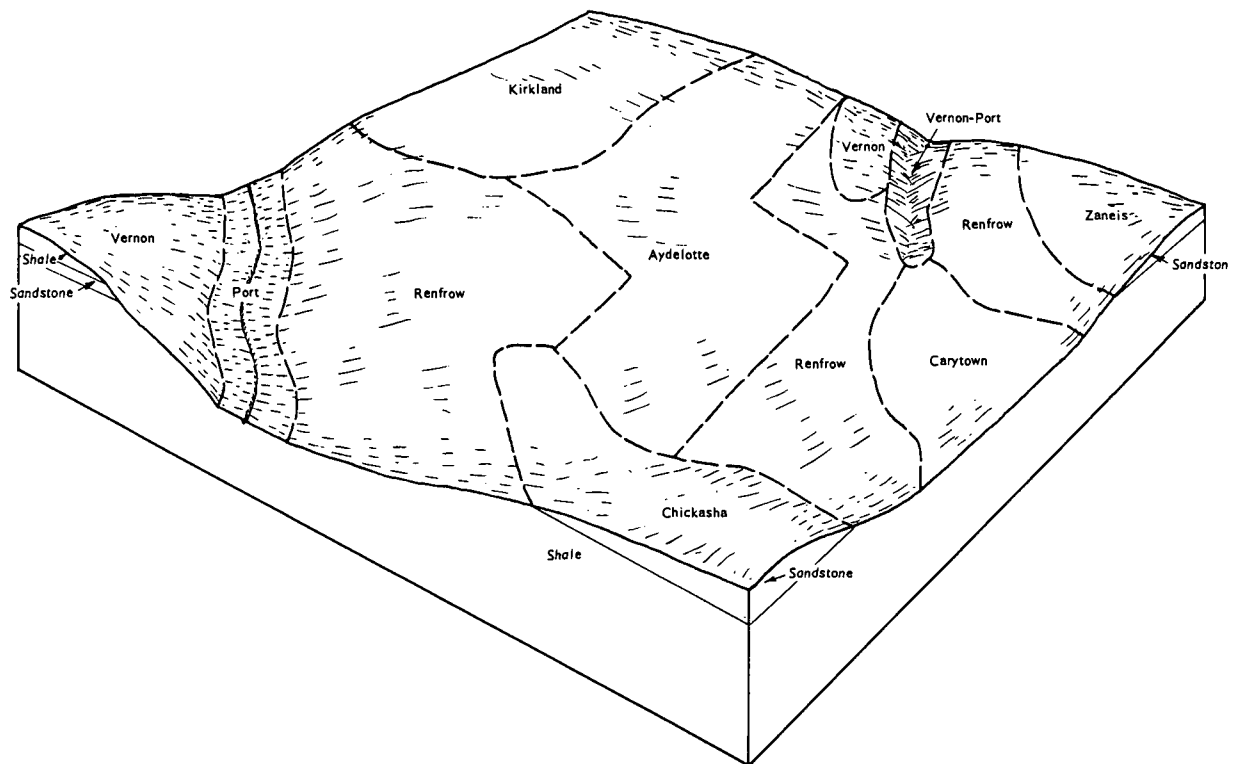 Kirkland
Vernon-Port
Vernon
Zaneis
Renfrow
Vernon
Aydelotte
Shale
Sandston
Sandstone
Port
Renfrow
Renfrow
Carytown
Chickasha
Shale
Sandstone